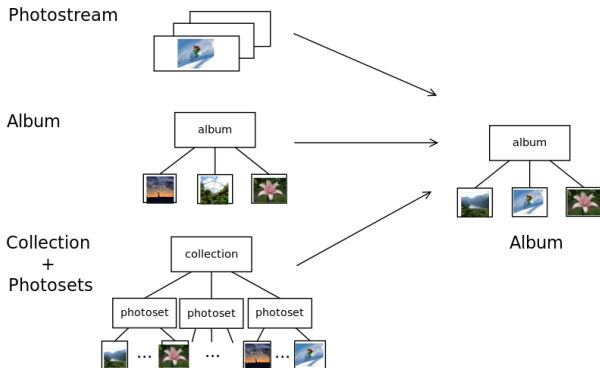 Photostream
Album
album
album
Album
Collection
+
Photosets
collection
photoset
photoset
photoset
...
...
...